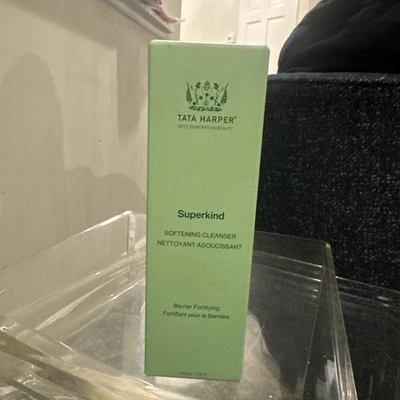 TATA HARPER®
NEXT GENERATION BEAUTY
Superkind
SOFTENING CLEANSER
NETTOYANT ADOUCISSANT
Barrier Fortifying
Fortifiant pour la Barrière